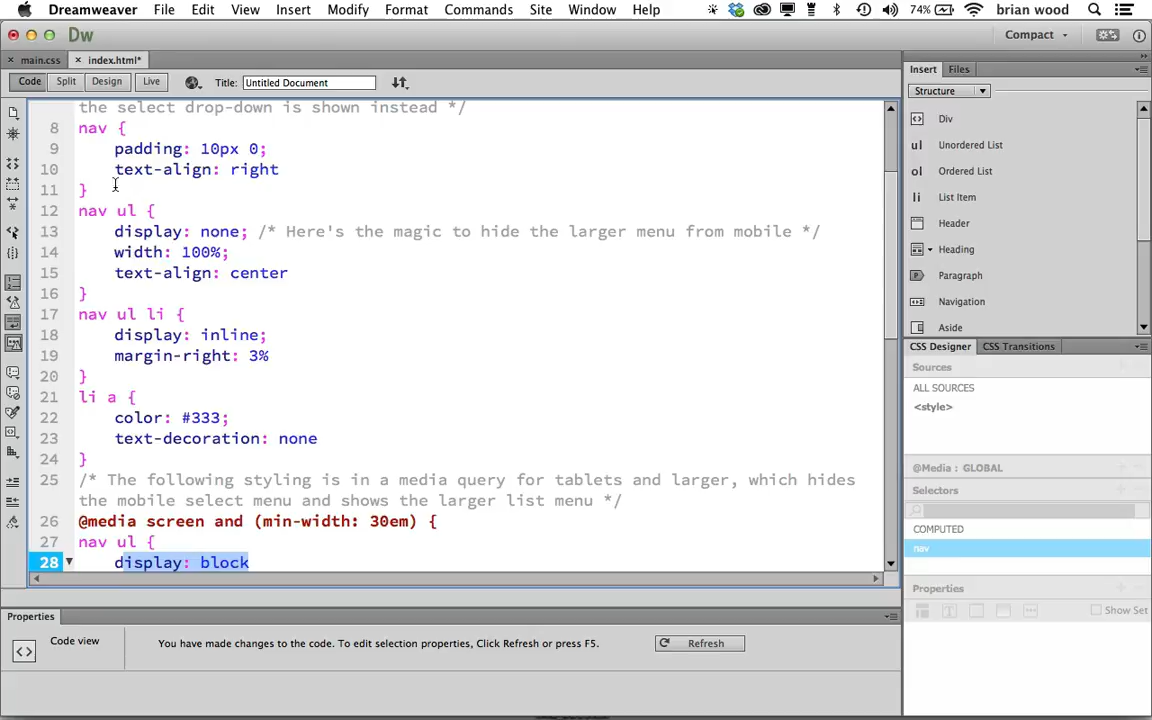 Dreamweaver File Edit View Insert Modify Format Commands Site Window Help 74% brian wood
Dw Compact
main.css index.html*
Code Split Design Live Title: Untitled Document
the select drop-down is shown instead */
8 nav {
9 padding: 10px 0;
10 text-align: right
11 }
12 nav ul {
13 display: none; /* Here's the magic to hide the larger menu from mobile */
14 width: 100%;
15 text-align: center
16 }
17 nav ul li {
18 display: inline;
19 margin-right: 3%
20 }
21 li a {
22 color: #333;
23 text-decoration: none
24 }
25 /* The following styling is in a media query for tablets and larger, which hides
the mobile select menu and shows the larger list menu */
26 @media screen and (min-width: 30em) {
27 nav ul {
28 display: block
Insert Files
Structure
Div
ul Unordered List
ol Ordered List
li List Item
Header
Heading
Paragraph
Navigation
Aside
CSS Designer CSS Transitions
Sources
ALL SOURCES
<style>
@Media : GLOBAL
Selectors
COMPUTED
nav
Properties
Show Set
Properties
Code view
You have made changes to the code. To edit selection properties, Click Refresh or press F5.
Refresh